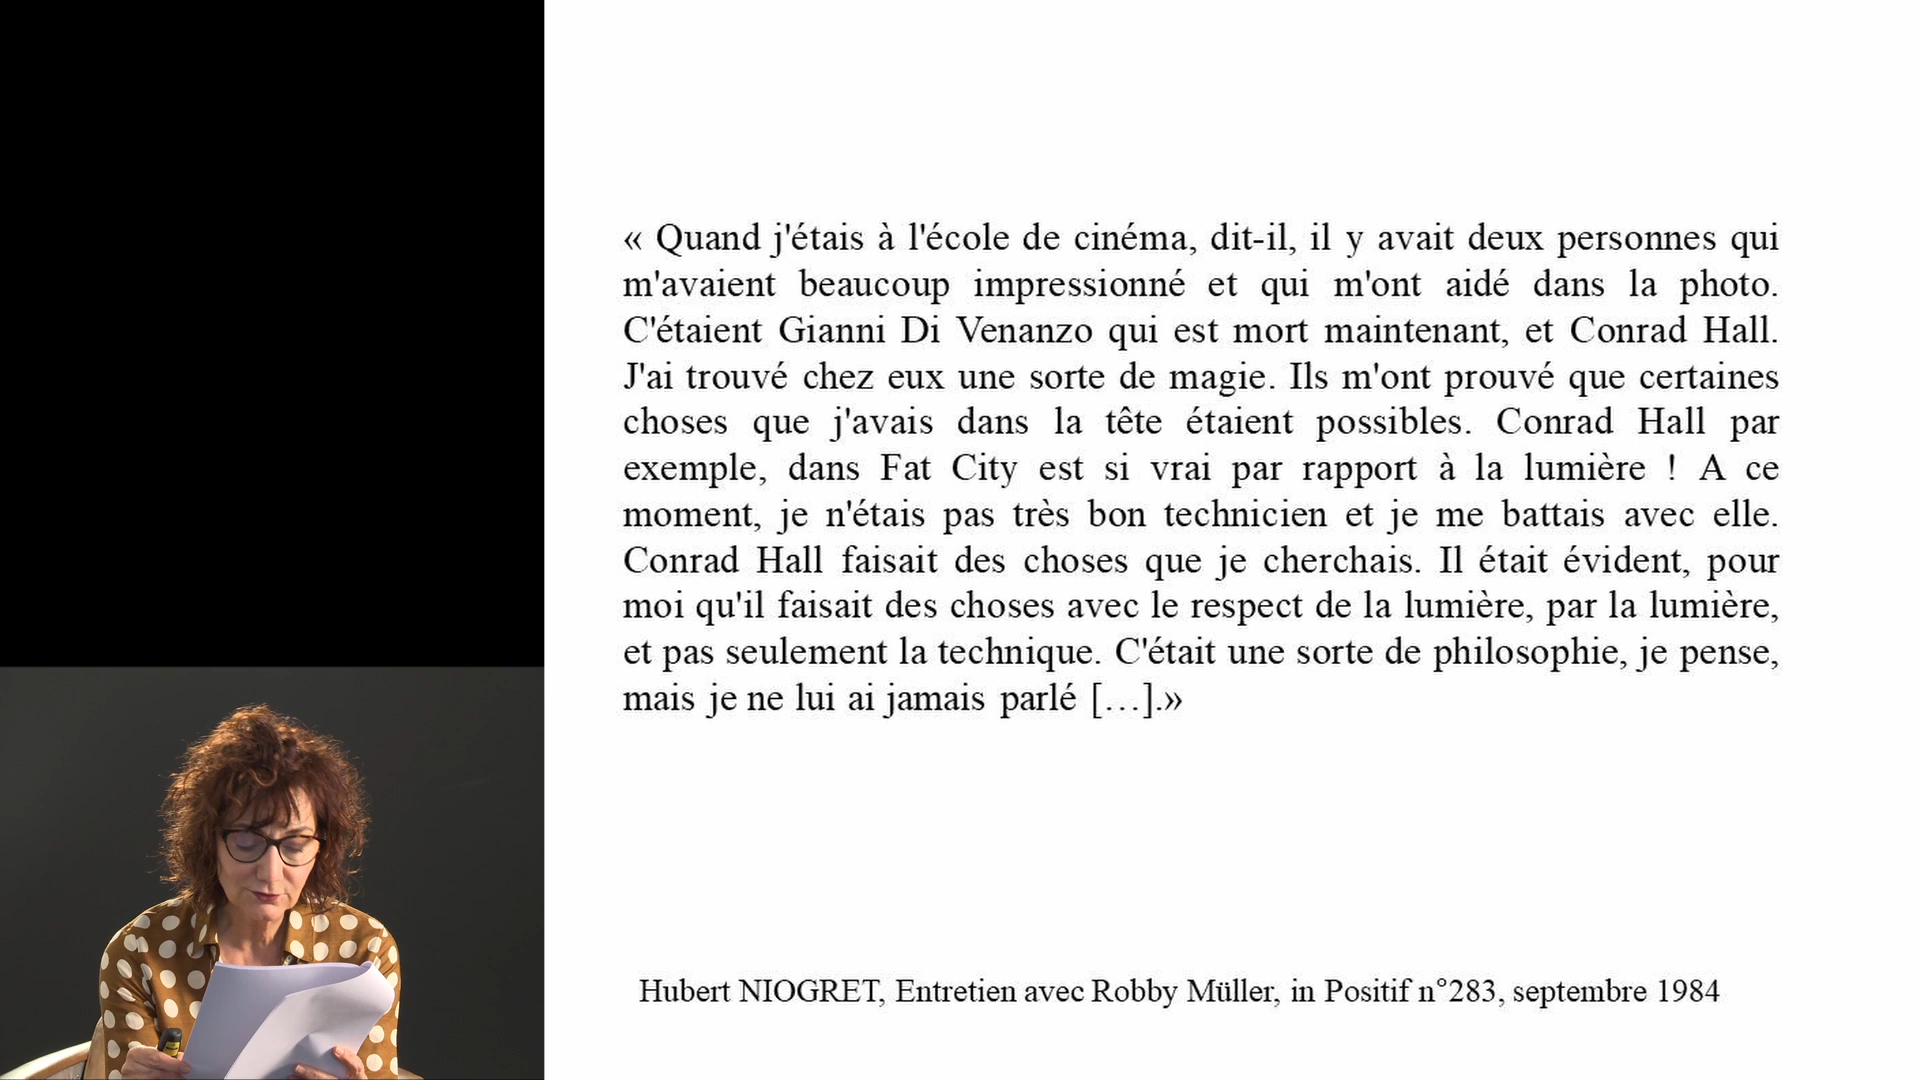 « Quand j'étais à l'école de cinéma, dit-il, il y avait deux personnes qui
m'avaient beaucoup impressionné et qui m'ont aidé dans la photo.
C'étaient Gianni Di Venanzo qui est mort maintenant, et Conrad Hall.
J'ai trouvé chez eux une sorte de magie. Ils m'ont prouvé que certaines
choses que j'avais dans la tête étaient possibles. Conrad Hall par
exemple, dans Fat City est si vrai par rapport à la lumière ! A ce
moment, je n'étais pas très bon technicien et je me battais avec elle.
Conrad Hall faisait des choses que je cherchais. Il était évident, pour
moi qu'il faisait des choses avec le respect de la lumière, par la lumière,
et pas seulement la technique. C'était une sorte de philosophie, je pense,
mais je ne lui ai jamais parlé […].»
Hubert NIOGRET, Entretien avec Robby Müller, in Positif n°283, septembre 1984